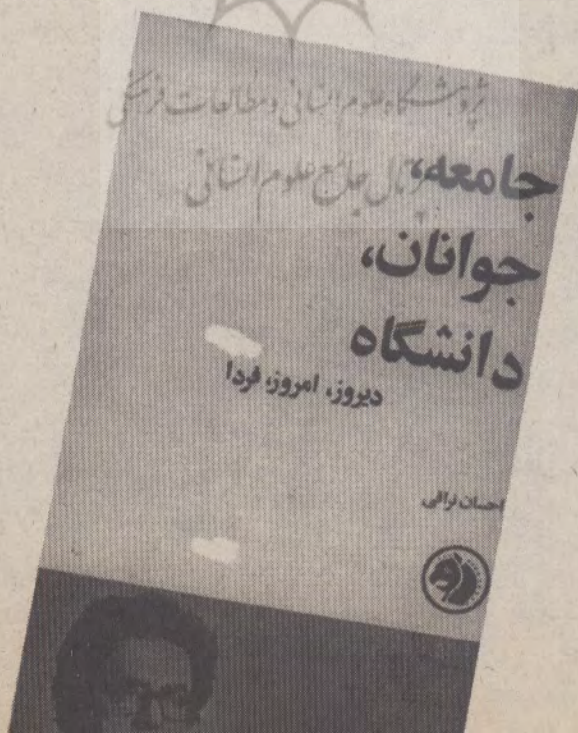 پژوهشگاه علوم انسانی و مطالعات فرهنگی
پرتال جامع علوم انسانی
جامعه،
جوانان،
دانشگاه
دیروز، امروز، فردا
احسان نراقی